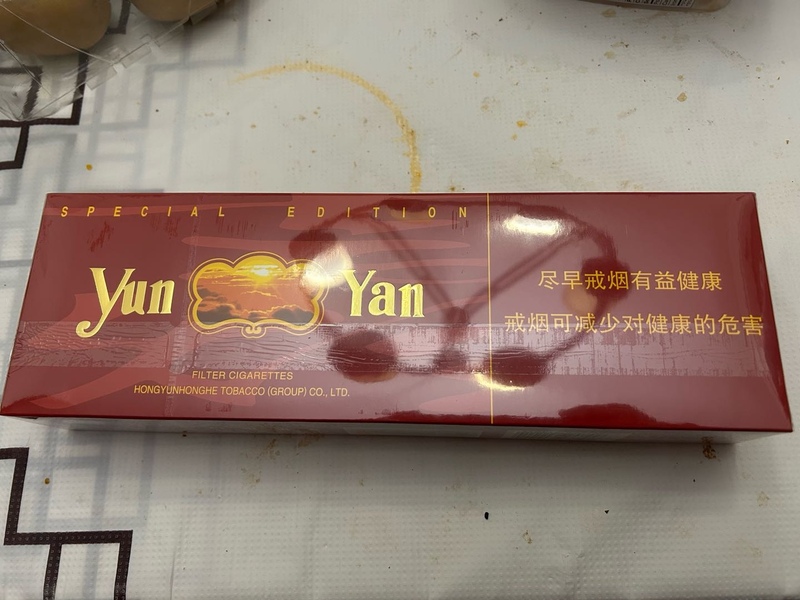 SPECIAL EDITION
Yun Yan
FILTER CIGARETTES
HONGYUNHONGHE TOBACCO (GROUP) CO., LTD.
尽早戒烟有益健康
戒烟可减少对健康的危害